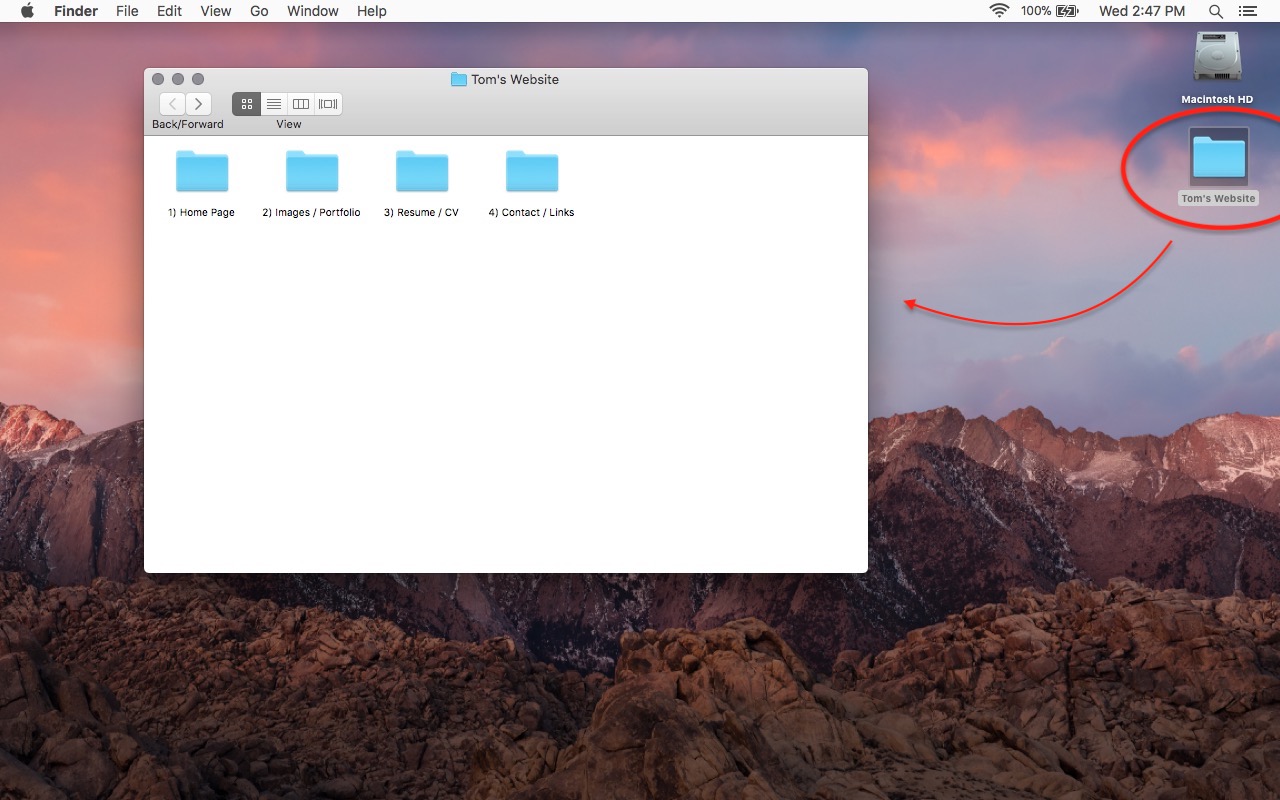 Finder File Edit View Go Window Help 100% Wed 2:47 PM
Tom's Website
Back/Forward View
1) Home Page 2) Images / Portfolio 3) Resume / CV 4) Contact / Links
Macintosh HD
Tom's Website